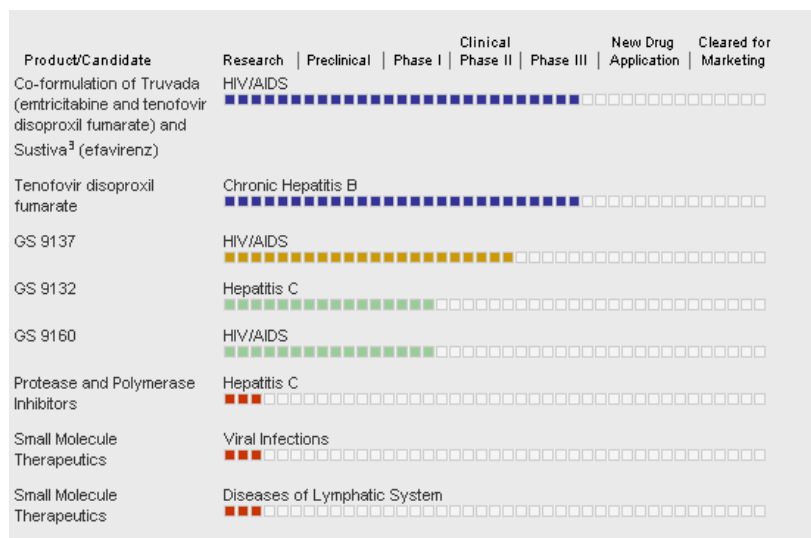 Clinical New Drug Cleared for
Product/Candidate Research | Preclinical | Phase I | Phase II | Phase III | Application | Marketing
Co-formulation of Truvada HIV/AIDS
(emtricitabine and tenofovir
disoproxil fumarate) and
Sustiva³ (efavirenz)
Tenofovir disoproxil Chronic Hepatitis B
fumarate
GS 9137 HIV/AIDS
GS 9132 Hepatitis C
GS 9160 HIV/AIDS
Protease and Polymerase Hepatitis C
Inhibitors
Small Molecule Viral Infections
Therapeutics
Small Molecule Diseases of Lymphatic System
Therapeutics